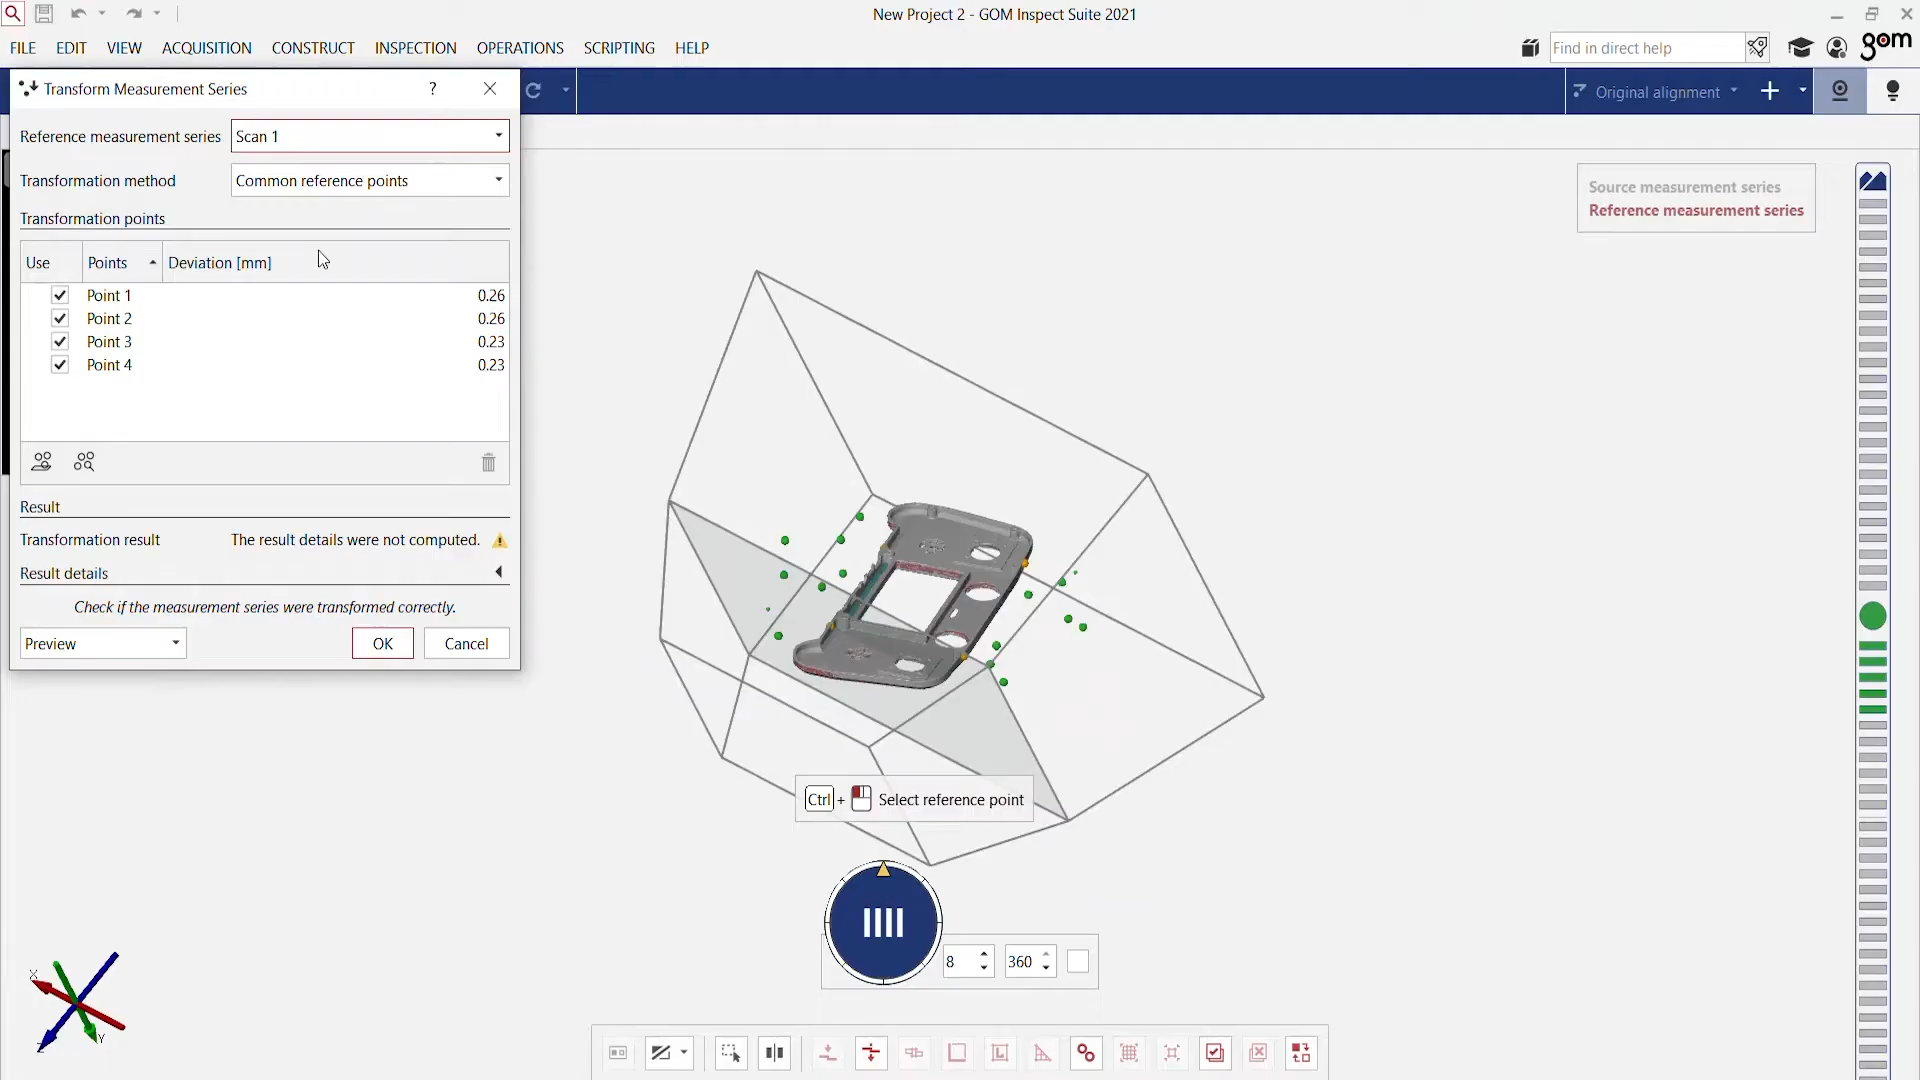 New Project 2 - GOM Inspect Suite 2021
FILE EDIT VIEW ACQUISITION CONSTRUCT INSPECTION OPERATIONS SCRIPTING HELP
Find in direct help
gom
Transform Measurement Series ?
Original alignment
Reference measurement series Scan 1
Transformation method Common reference points
Transformation points
Use Points Deviation [mm]
Point 1 0.26
Point 2 0.26
Point 3 0.23
Point 4 0.23
Result
Transformation result The result details were not computed.
Result details
Check if the measurement series were transformed correctly.
Preview OK Cancel
Source measurement series
Reference measurement series
Ctrl + Select reference point
8 360
X
Y
Z